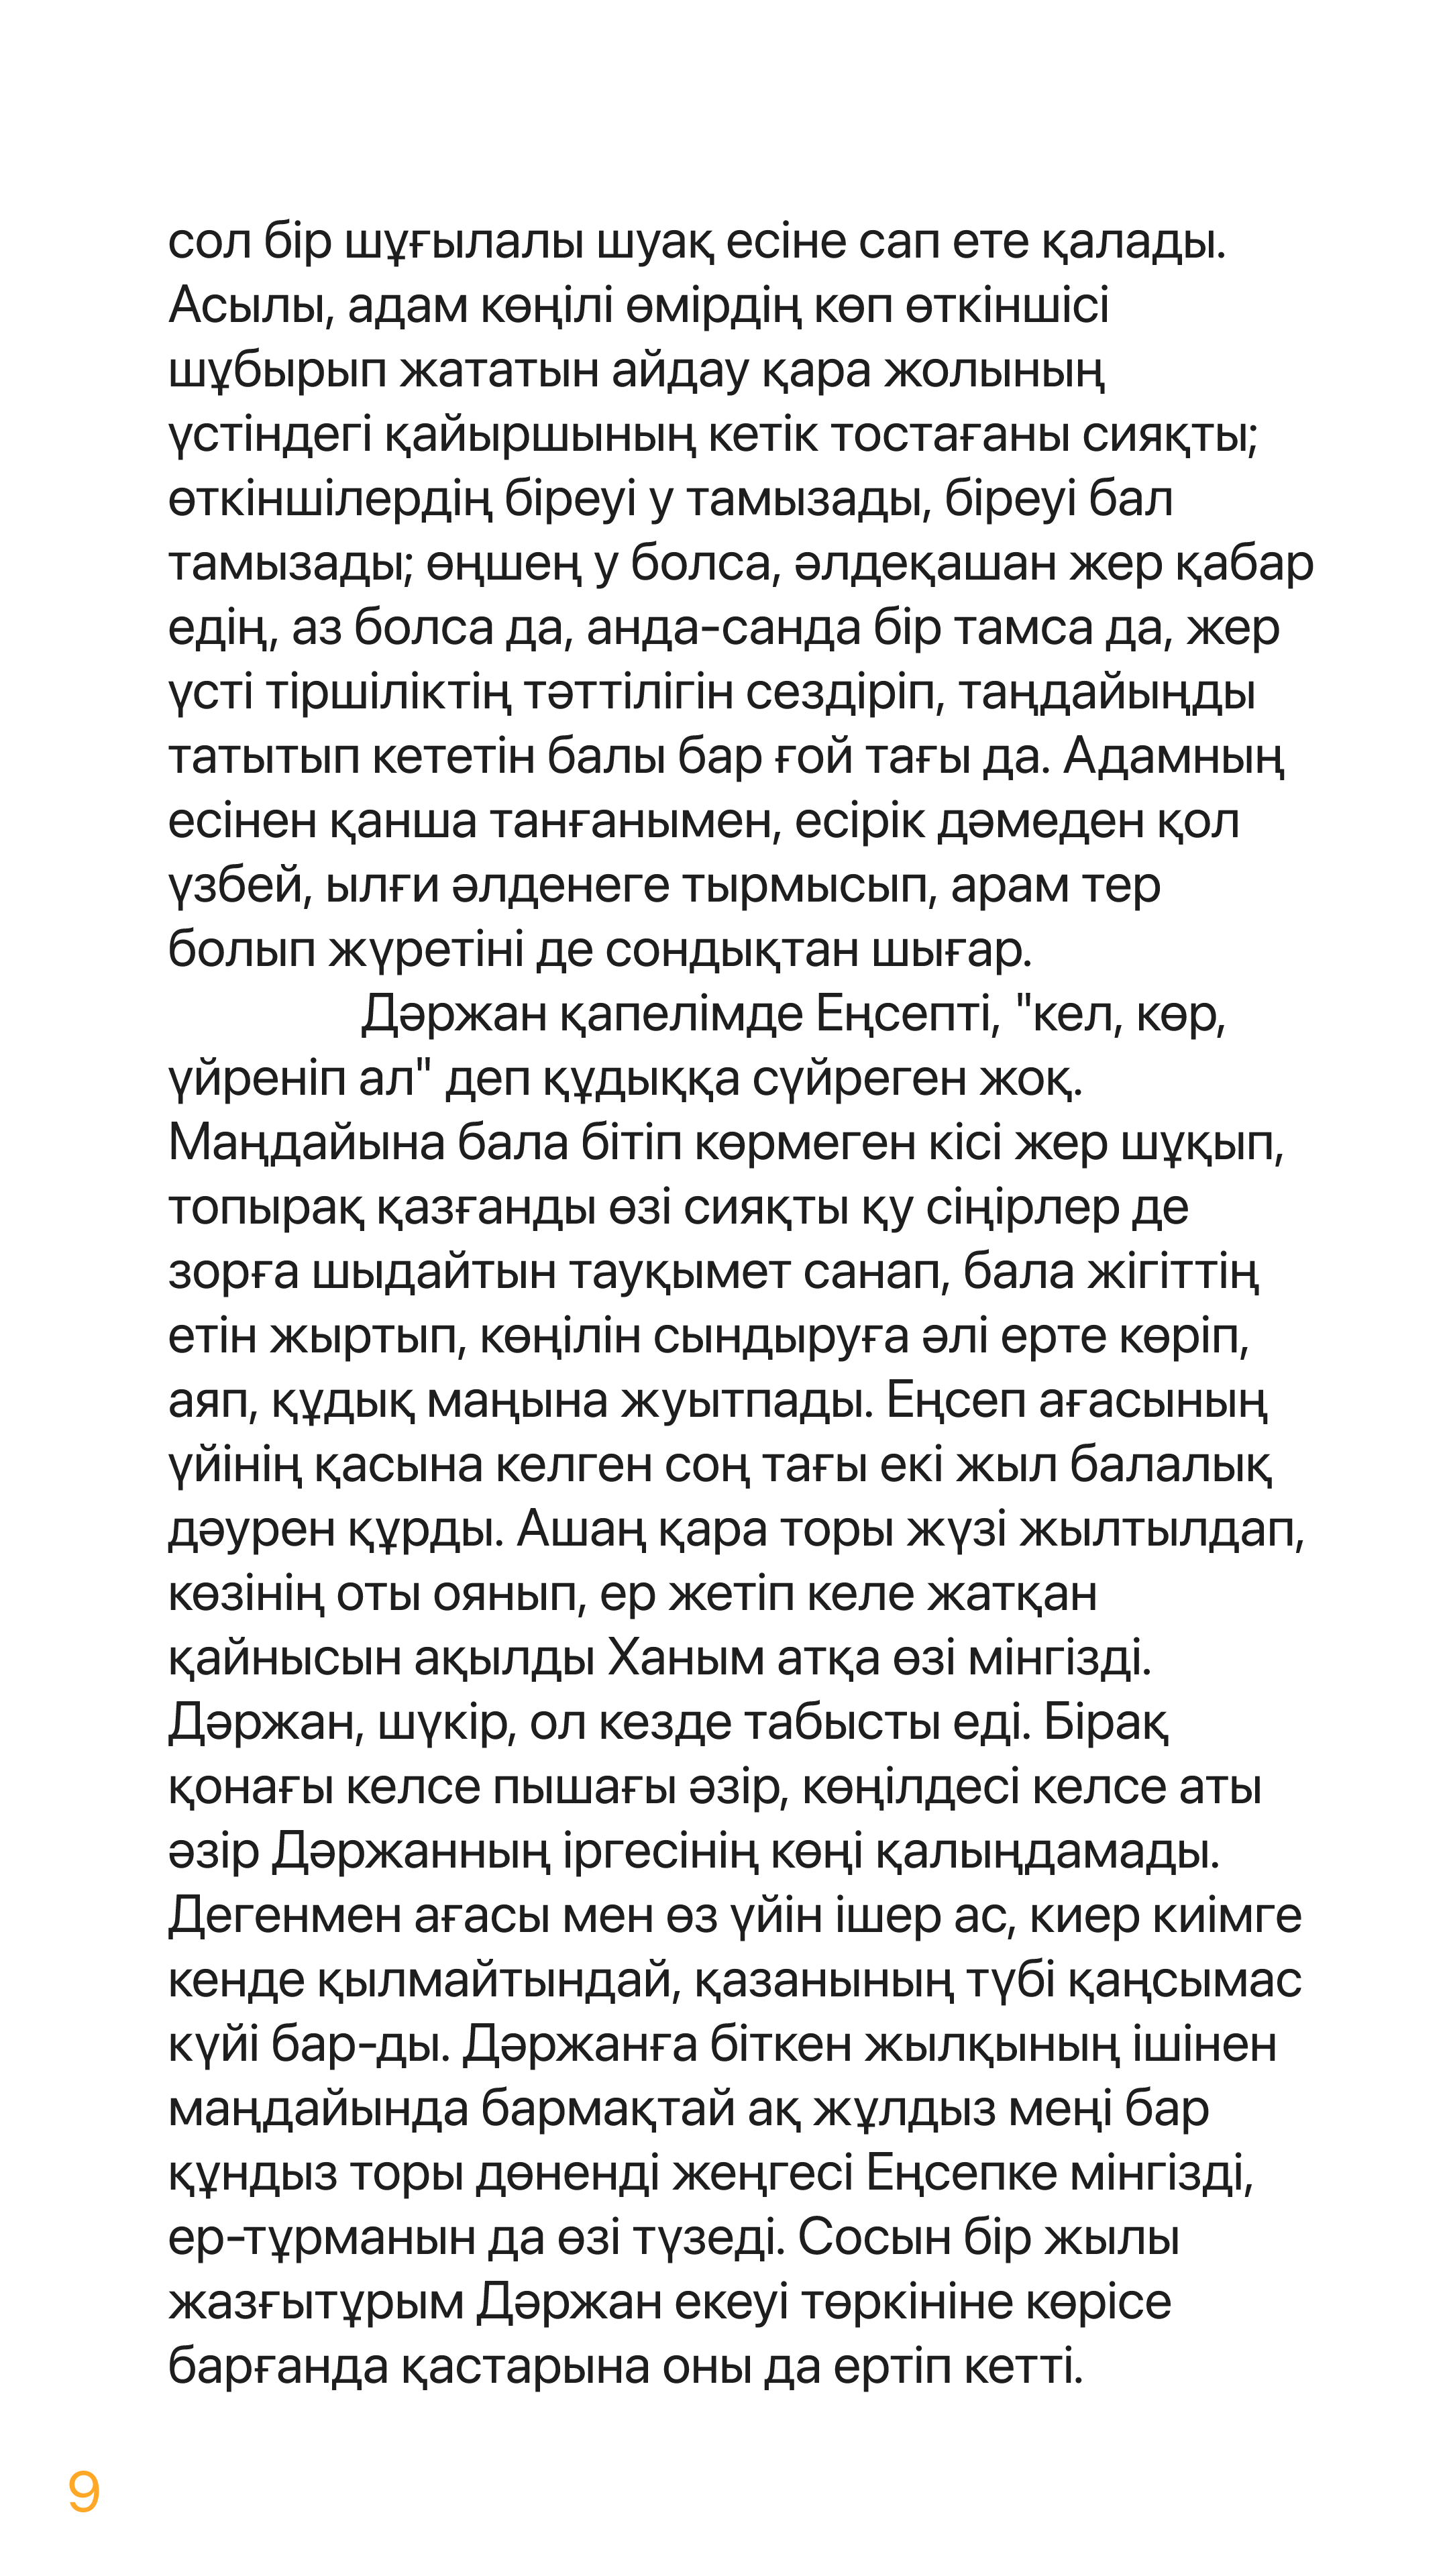 сол бір шұғылалы шуақ есіне сап ете қалады.
Асылы, адам көңілі өмірдің көп өткіншісі
шұбырып жататын айдау қара жолының
үстіндегі қайыршының кетік тостағаны сияқты;
өткіншілердің біреуі у тамызады, біреуі бал
тамызады; өңшең у болса, әлдеқашан жер қабар
едің, аз болса да, анда-санда бір тамса да, жер
үсті тіршіліктің тәттілігін сездіріп, таңдайыңды
татытып кететін балы бар ғой тағы да. Адамның
есінен қанша танғанымен, есірік дәмеден қол
үзбей, ылғи әлденеге тырмысып, арам тер
болып жүретіні де сондықтан шығар.
Дәржан қапелімде Еңсепті, "кел, көр,
үйреніп ал" деп құдыққа сүйреген жоқ.
Маңдайына бала бітіп көрмеген кісі жер шұқып,
топырақ қазғанды өзі сияқты қу сіңірлер де
зорға шыдайтын тауқымет санап, бала жігіттің
етін жыртып, көңілін сындыруға әлі ерте көріп,
аяп, құдық маңына жуытпады. Еңсеп ағасының
үйінің қасына келген соң тағы екі жыл балалық
дәурен құрды. Ашаң қара торы жүзі жылтылдап,
көзінің оты оянып, ер жетіп келе жатқан
қайнысын ақылды Ханым атқа өзі мінгізді.
Дәржан, шүкір, ол кезде табысты еді. Бірақ
қонағы келсе пышағы әзір, көңілдесі келсе аты
әзір Дәржанның іргесінің көңі қалыңдамады.
Дегенмен ағасы мен өз үйін ішер ас, киер киімге
кенде қылмайтындай, қазанының түбі қаңсымас
күйі бар-ды. Дәржанға біткен жылқының ішінен
маңдайында бармақтай ақ жұлдыз меңі бар
құндыз торы дөненді жеңгесі Еңсепке мінгізді,
ер-тұрманын да өзі түзеді. Сосын бір жылы
жазғытұрым Дәржан екеуі төркініне көрісе
барғанда қастарына оны да ертіп кетті.
9